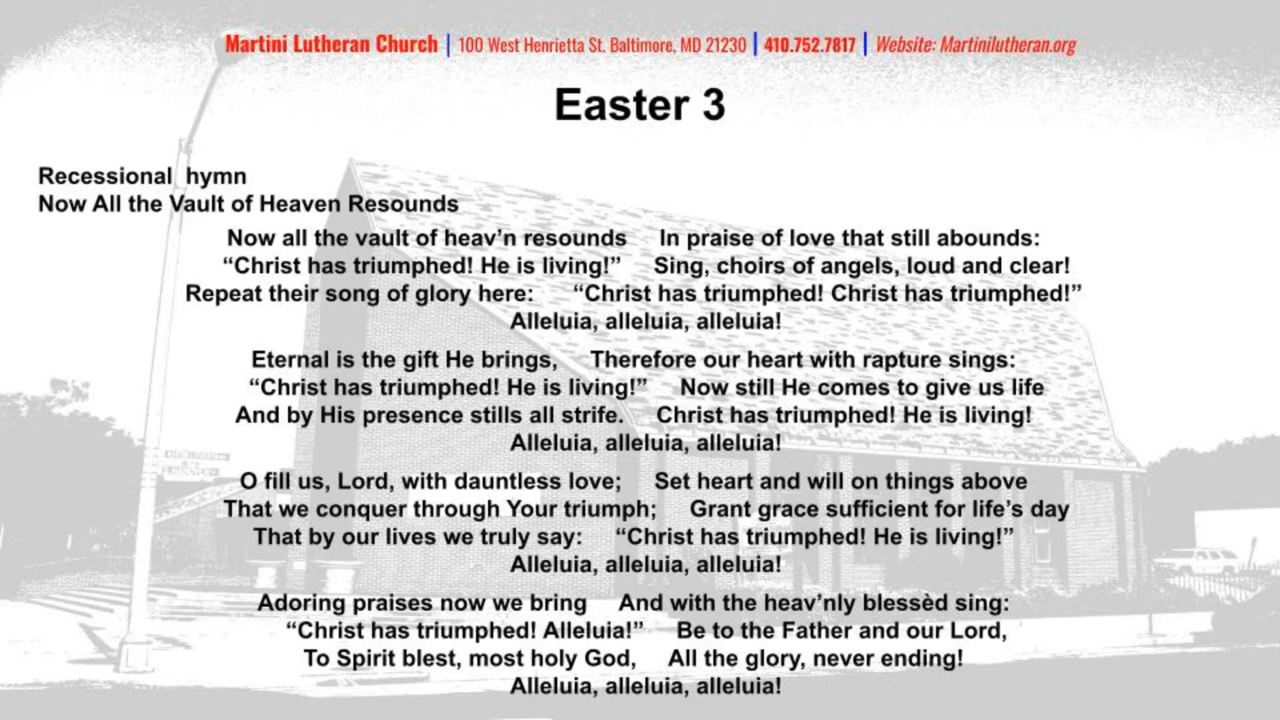 Martini Lutheran Church | 100 West Henrietta St. Baltimore, MD 21230 | 410.752.7817 | Website: Martinilutheran.org
Easter 3
Recessional hymn
Now All the Vault of Heaven Resounds
Now all the vault of heav’n resounds In praise of love that still abounds:
“Christ has triumphed! He is living!” Sing, choirs of angels, loud and clear!
Repeat their song of glory here: “Christ has triumphed! Christ has triumphed!”
Alleluia, alleluia, alleluia!
Eternal is the gift He brings, Therefore our heart with rapture sings:
“Christ has triumphed! He is living!” Now still He comes to give us life
And by His presence stills all strife. Christ has triumphed! He is living!
Alleluia, alleluia, alleluia!
O fill us, Lord, with dauntless love; Set heart and will on things above
That we conquer through Your triumph; Grant grace sufficient for life’s day
That by our lives we truly say: “Christ has triumphed! He is living!”
Alleluia, alleluia, alleluia!
Adoring praises now we bring And with the heav’nly blessèd sing:
“Christ has triumphed! Alleluia!” Be to the Father and our Lord,
To Spirit blest, most holy God, All the glory, never ending!
Alleluia, alleluia, alleluia!